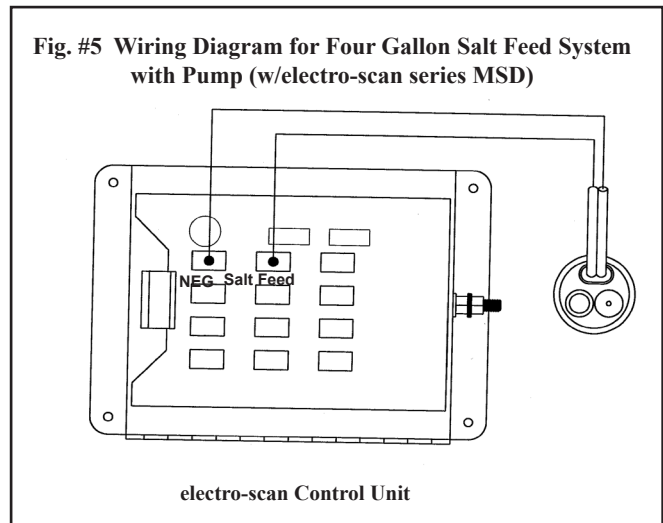 Fig. #5 Wiring Diagram for Four Gallon Salt Feed System
with Pump (w/electro-scan series MSD)
NEG Salt Feed
electro-scan Control Unit